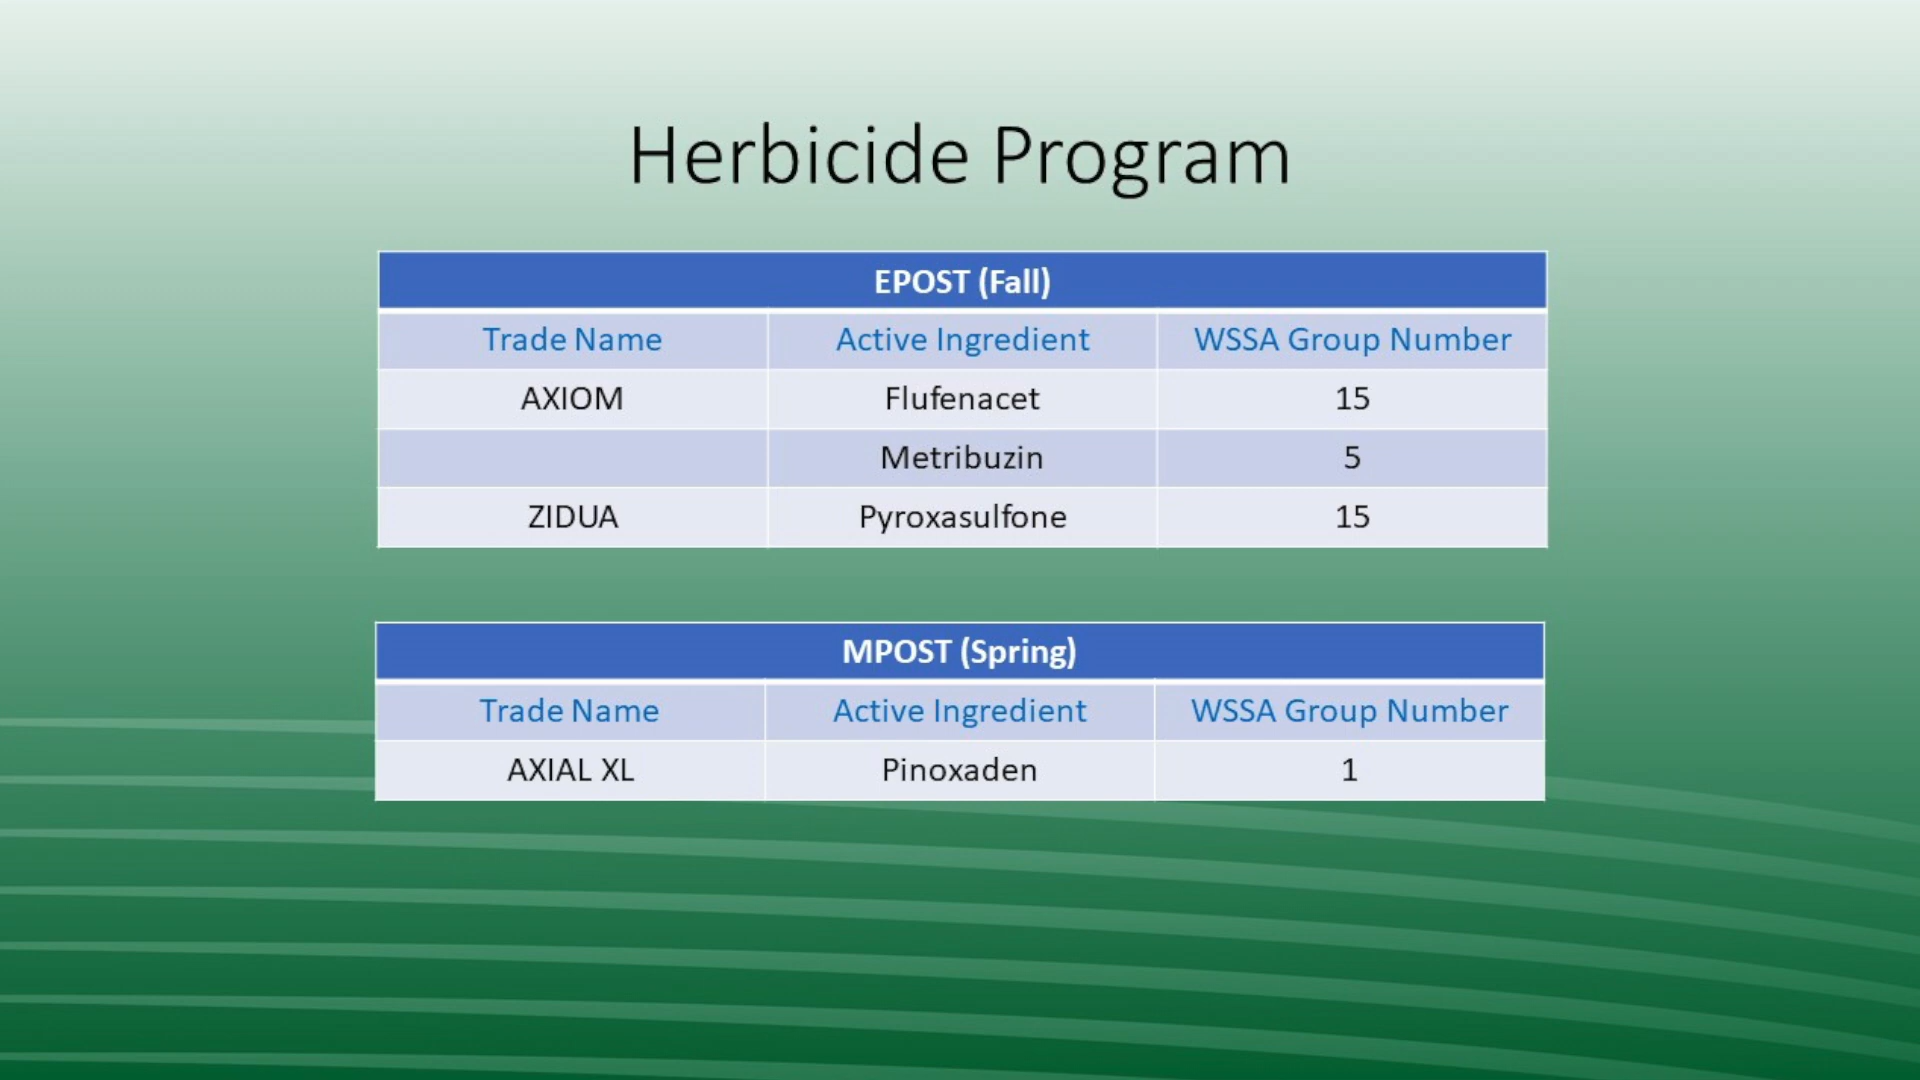 Herbicide Program
EPOST (Fall)
Trade Name Active Ingredient WSSA Group Number
AXIOM Flufenacet 15
Metribuzin 5
ZIDUA Pyroxasulfone 15
MPOST (Spring)
Trade Name Active Ingredient WSSA Group Number
AXIAL XL Pinoxaden 1